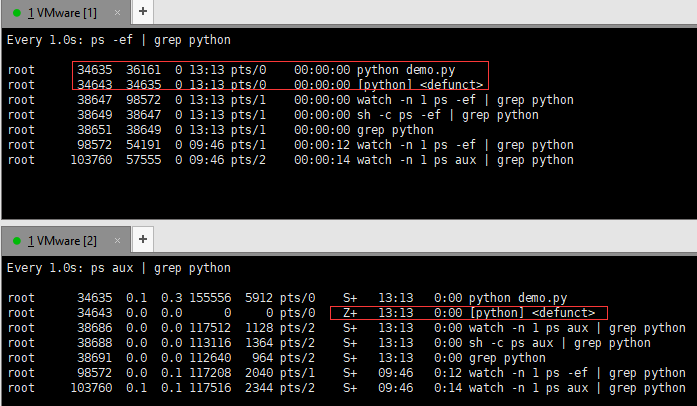 1 VMware [1] × +
Every 1.0s: ps -ef | grep python
root 34635 36161 0 13:13 pts/0 00:00:00 python demo.py
root 34643 34635 0 13:13 pts/0 00:00:00 [python] <defunct>
root 38647 98572 0 13:13 pts/1 00:00:00 watch -n 1 ps -ef | grep python
root 38649 38647 0 13:13 pts/1 00:00:00 sh -c ps -ef | grep python
root 38651 38649 0 13:13 pts/1 00:00:00 grep python
root 98572 54191 0 09:46 pts/1 00:00:12 watch -n 1 ps -ef | grep python
root 103760 57555 0 09:46 pts/2 00:00:14 watch -n 1 ps aux | grep python
1 VMware [2] × +
Every 1.0s: ps aux | grep python
root 34635 0.1 0.3 155556 5912 pts/0 S+ 13:13 0:00 python demo.py
root 34643 0.0 0.0 0 0 pts/0 Z+ 13:13 0:00 [python] <defunct>
root 38686 0.0 0.0 117512 1128 pts/2 S+ 13:13 0:00 watch -n 1 ps aux | grep python
root 38688 0.0 0.0 113116 1364 pts/2 S+ 13:13 0:00 sh -c ps aux | grep python
root 38691 0.0 0.0 112640 964 pts/2 S+ 13:13 0:00 grep python
root 98572 0.0 0.1 117208 2040 pts/1 S+ 09:46 0:12 watch -n 1 ps -ef | grep python
root 103760 0.1 0.1 117516 2344 pts/2 S+ 09:46 0:14 watch -n 1 ps aux | grep python